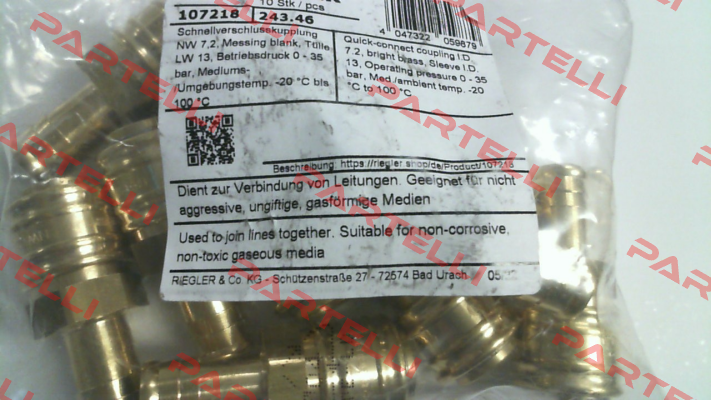 10 Stk / pcs
107218 243.46
4 047322 059679
Schnellverschlusskupplung
NW 7,2, Messing blank, Tülle
LW 13, Betriebsdruck 0 - 35
bar, Mediums-
/Umgebungstemp. -20 °C bis
100 °C
Quick-connect coupling I.D.
7.2, bright brass, Sleeve I.D.
13, Operating pressure 0 - 35
bar, Med./ambient temp. -20
°C to 100 °C
Beschreibung: https://riegler.shop/de/Product/107218
Dient zur Verbindung von Leitungen. Geeignet für nicht
aggressive, ungiftige, gasförmige Medien
Used to join lines together. Suitable for non-corrosive,
non-toxic gaseous media
RIEGLER & Co. KG - Schützenstraße 27 - 72574 Bad Urach
PARTELLI
PARTELLI
PARTELLI
PARTELLI
PARTELLI
PARTELLI